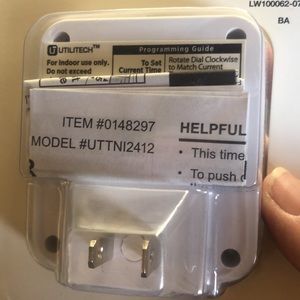 LW100062-07
BA
UTILITECH™
For indoor use only.
Do not exceed
Programming Guide
To Set
Current Time
Rotate Dial Clockwise
to Match Current
ITEM #0148297
MODEL #UTTNI2412
HELPFUL
• This time
• To push